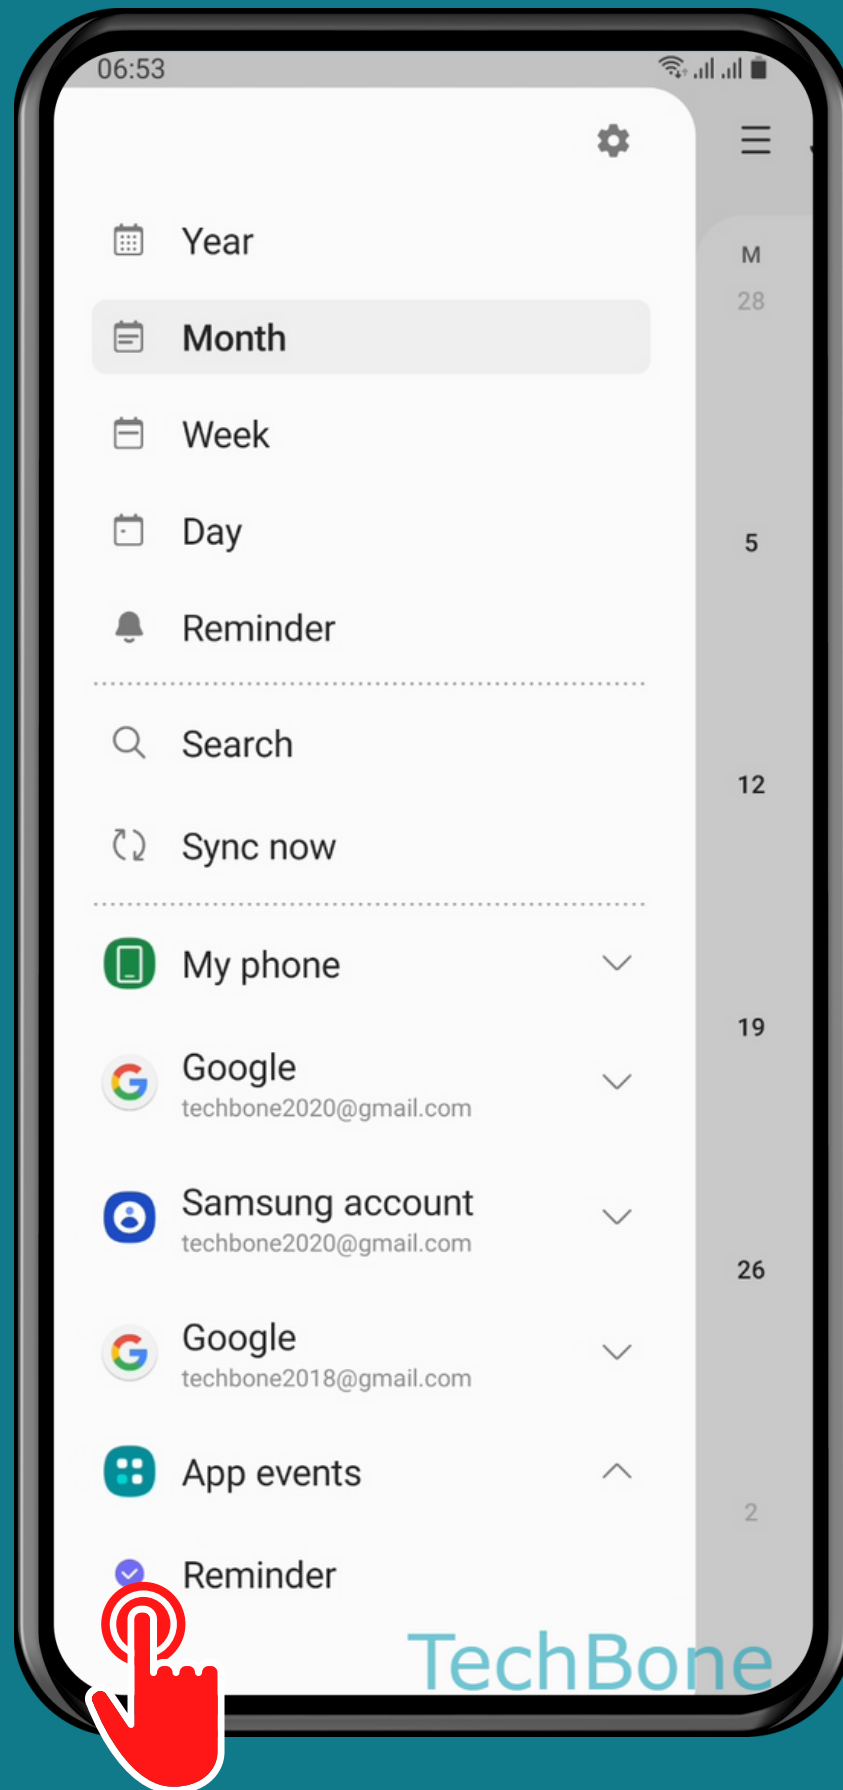 06:53
Year
Month
Week
Day
Reminder
Search
Sync now
My phone
Google
techbone2020@gmail.com
Samsung account
techbone2020@gmail.com
Google
techbone2018@gmail.com
App events
Reminder
M
28
5
12
19
26
2
TechBone